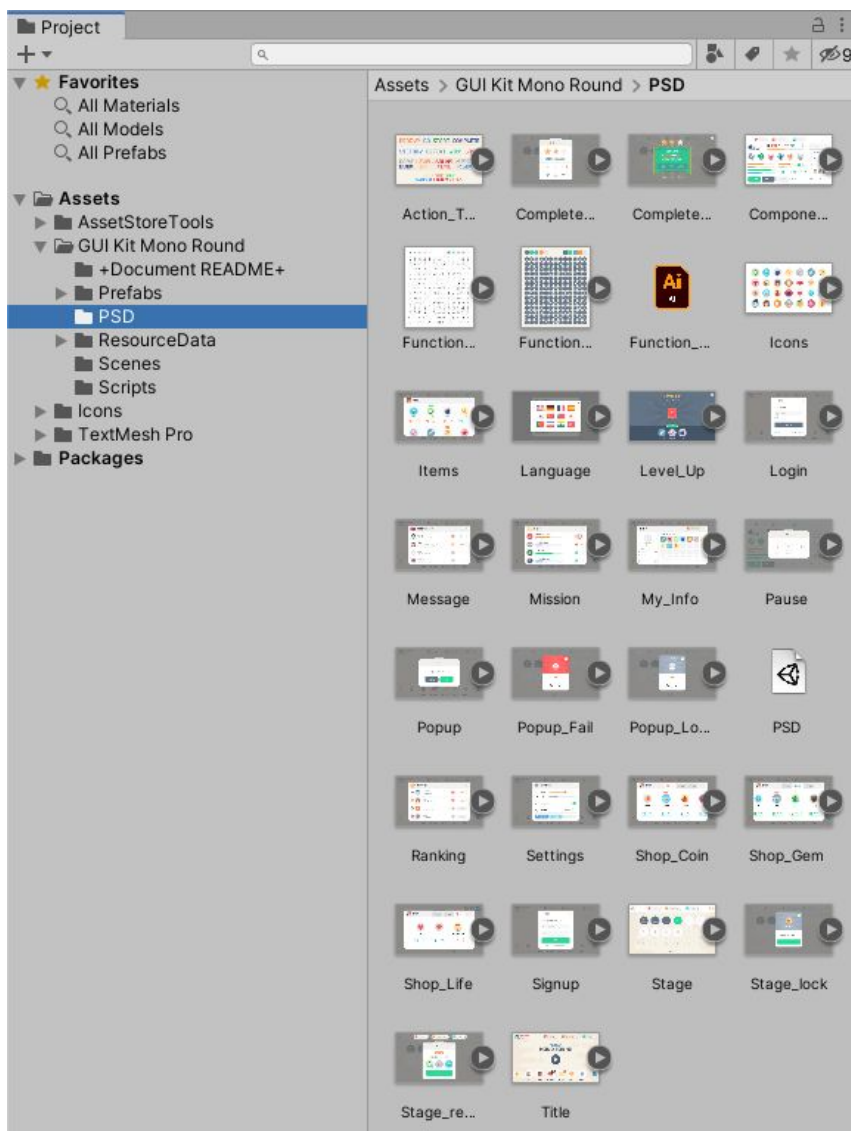 Project
9
Favorites
All Materials
All Models
All Prefabs
Assets
AssetStoreTools
GUI Kit Mono Round
+Document README+
Prefabs
PSD
ResourceData
Scenes
Scripts
Icons
TextMesh Pro
Packages
Assets > GUI Kit Mono Round > PSD
Action_T... Complete... Complete... Compone...
Ai
Function... Function... Function_... Icons
Items Language Level_Up Login
Message Mission My_Info Pause
Popup Popup_Fail Popup_Lo... PSD
Ranking Settings Shop_Coin Shop_Gem
Shop_Life Signup Stage Stage_lock
Stage_re... Title